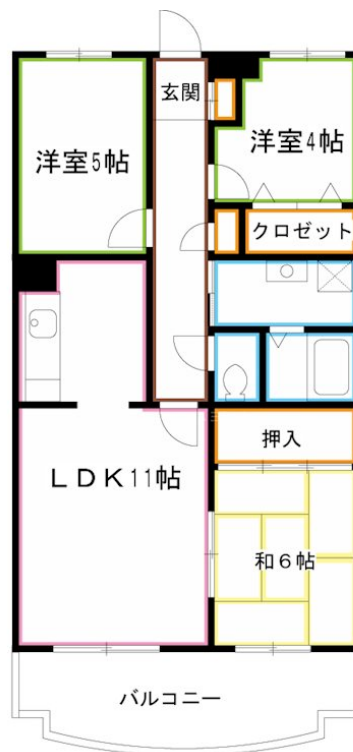 玄関
洋室5帖
洋室4帖
クロゼット
押入
LDK11帖
和6帖
バルコニー